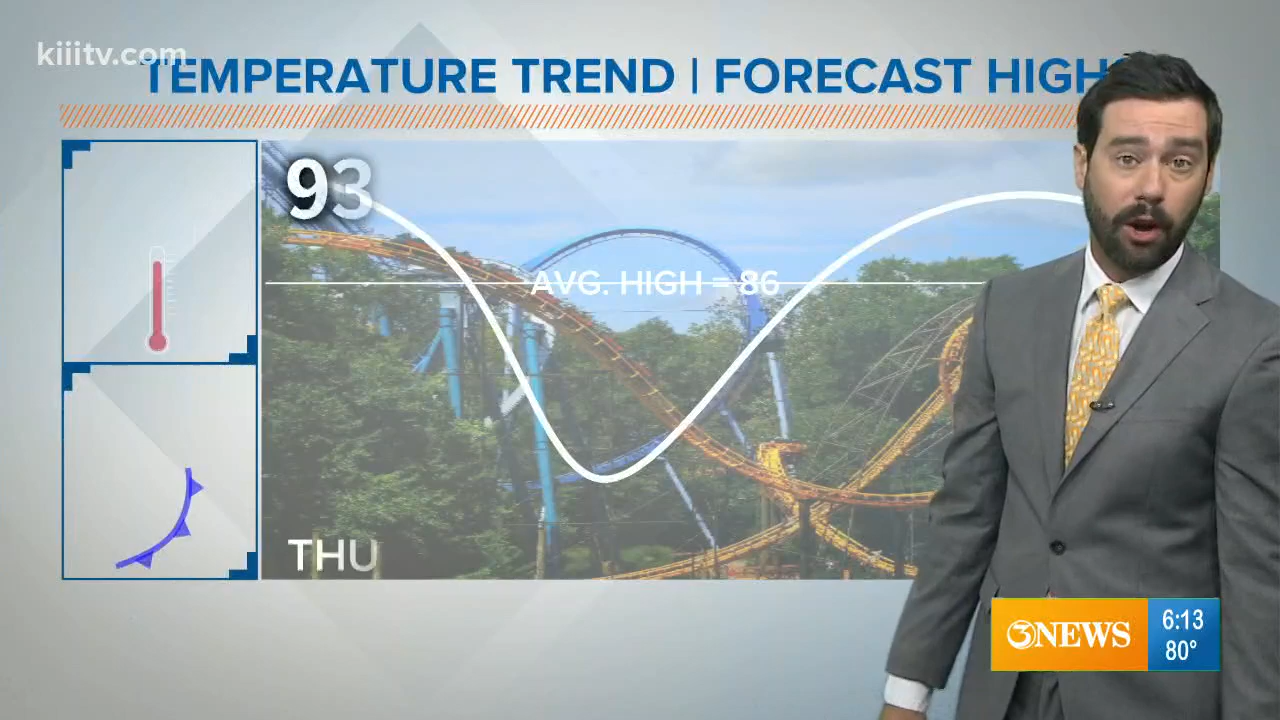 kiiitv.com
TEMPERATURE TREND | FORECAST HIGH
93
AVG. HIGH = 86
THU
3NEWS
6:13
80°